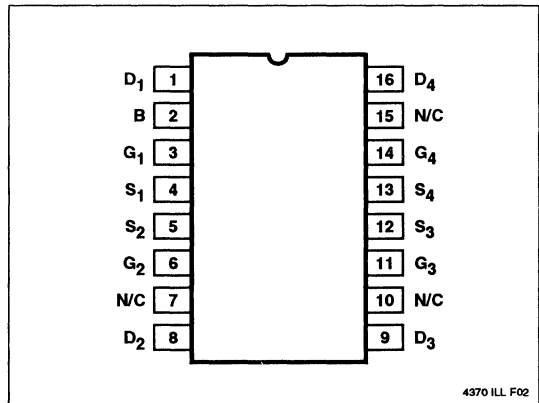 D1 1 16 D4
B 2 15 N/C
G1 3 14 G4
S1 4 13 S4
S2 5 12 S3
G2 6 11 G3
N/C 7 10 N/C
D2 8 9 D3
4370 ILL F02